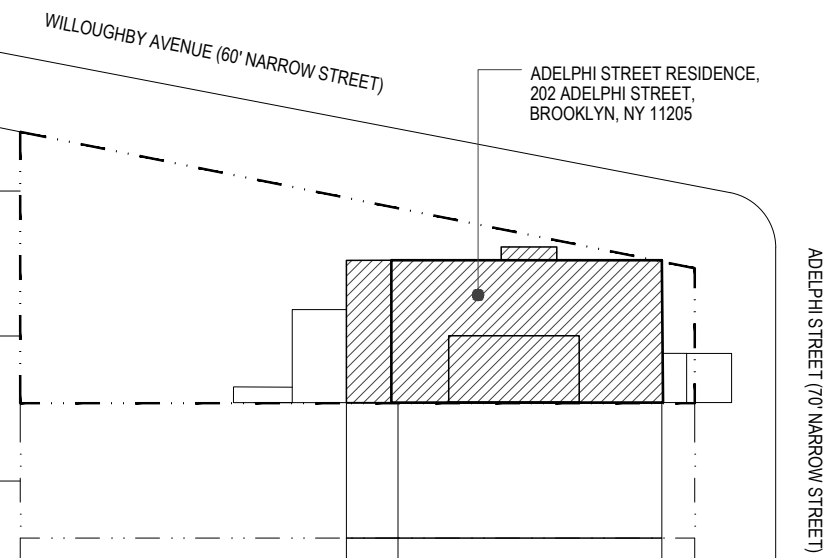 WILLOUGHBY AVENUE (60' NARROW STREET)
ADELPHI STREET RESIDENCE,
202 ADELPHI STREET,
BROOKLYN, NY 11205
ADELPHI STREET (70' NARROW STREET)